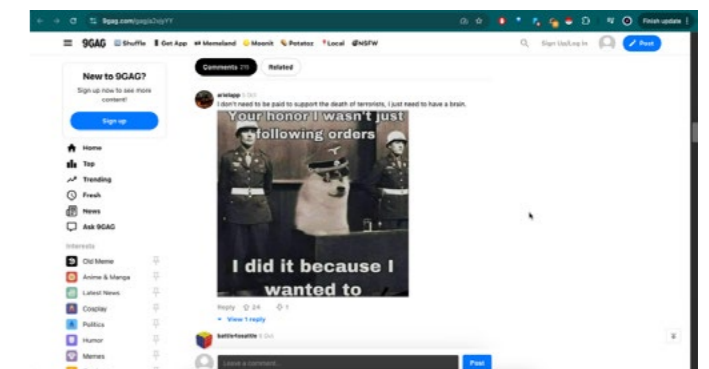 9gag.com/gag/a2vjyYY
Finish update
9GAG Shuffle Get App Memeland Moonit Potatoz Local NSFW
Sign Up/Log In
Post
Comments 215 Related
New to 9GAG?
Sign up now to see more
content!
Sign up
Home
Top
Trending
Fresh
News
Ask 9GAG
Interests
Old Meme
Anime & Manga
Latest News
Cosplay
Politics
Humor
Memes
arielapp
I don't need to be paid to support the death of terrorists, I just need to have a brain.
Your honor I wasn't just
following orders
I did it because I
wanted to
Reply 24 1
View 1 reply
Leave a comment...
Post